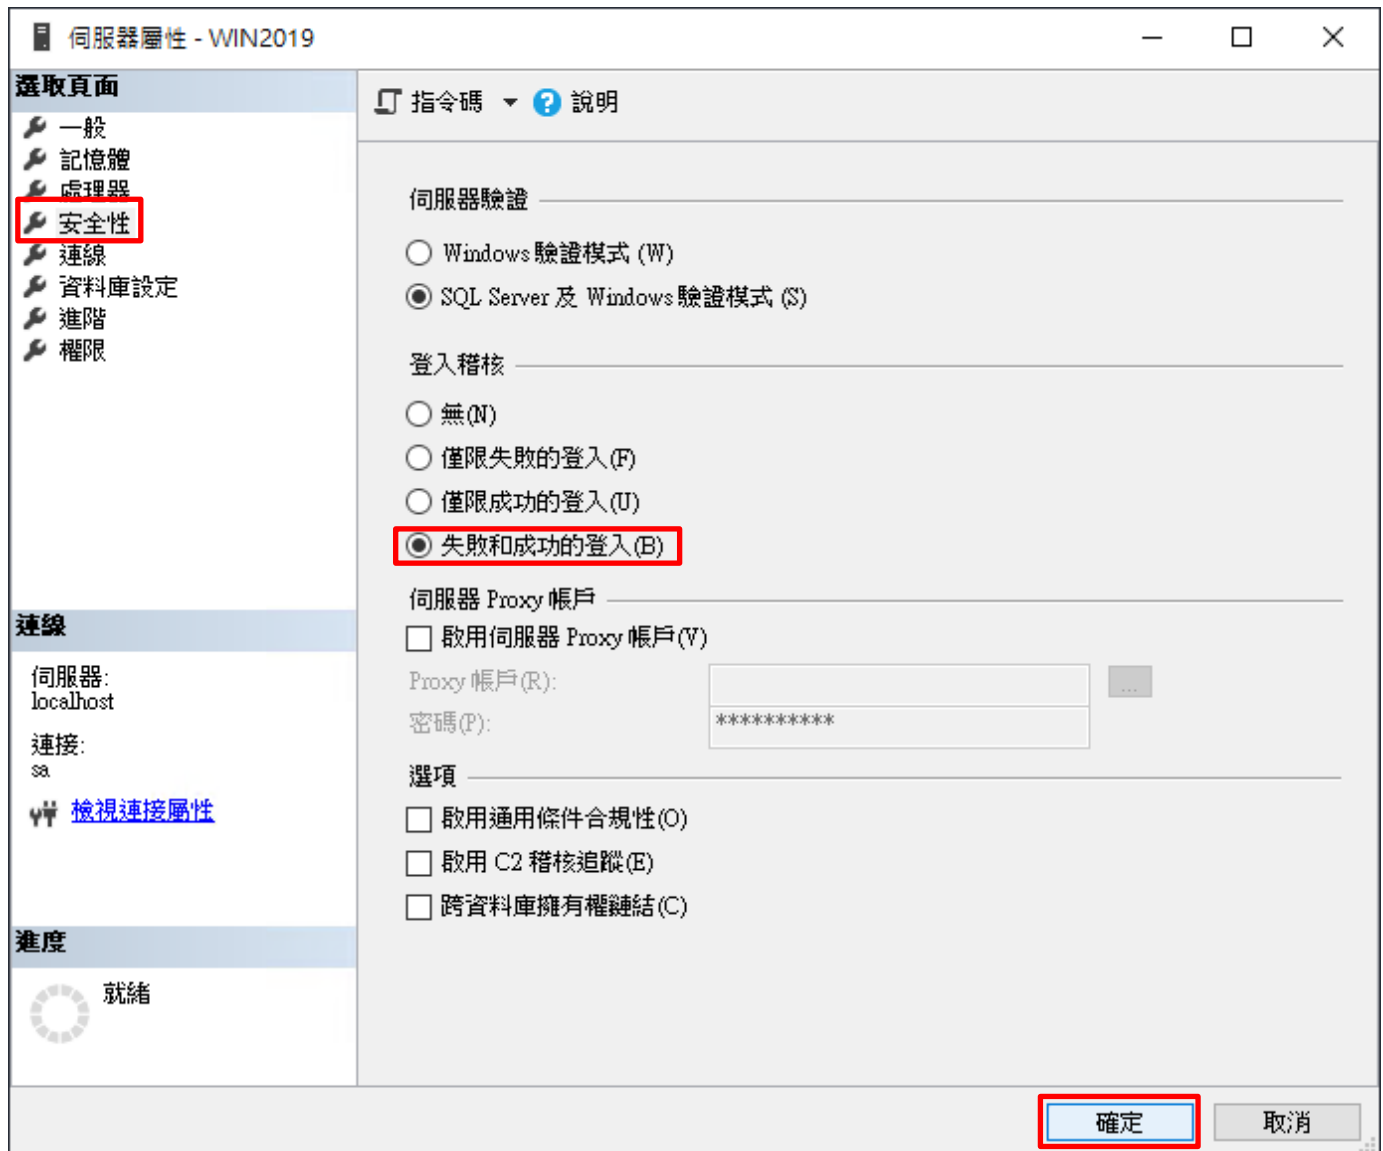 伺服器屬性 - WIN2019
選取頁面
一般
記憶體
處理器
安全性
連線
資料庫設定
進階
權限
連線
伺服器:
localhost
連接:
sa
檢視連接屬性
進度
就緒
指令碼
說明
伺服器驗證
Windows 驗證模式 (W)
SQL Server 及 Windows 驗證模式 (S)
登入稽核
無(N)
僅限失敗的登入(F)
僅限成功的登入(U)
失敗和成功的登入(B)
伺服器 Proxy 帳戶
啟用伺服器 Proxy 帳戶(V)
Proxy 帳戶(R):
...
密碼(P):
**********
選項
啟用通用條件合規性(O)
啟用 C2 稽核追蹤(E)
跨資料庫擁有權鏈結(C)
確定
取消